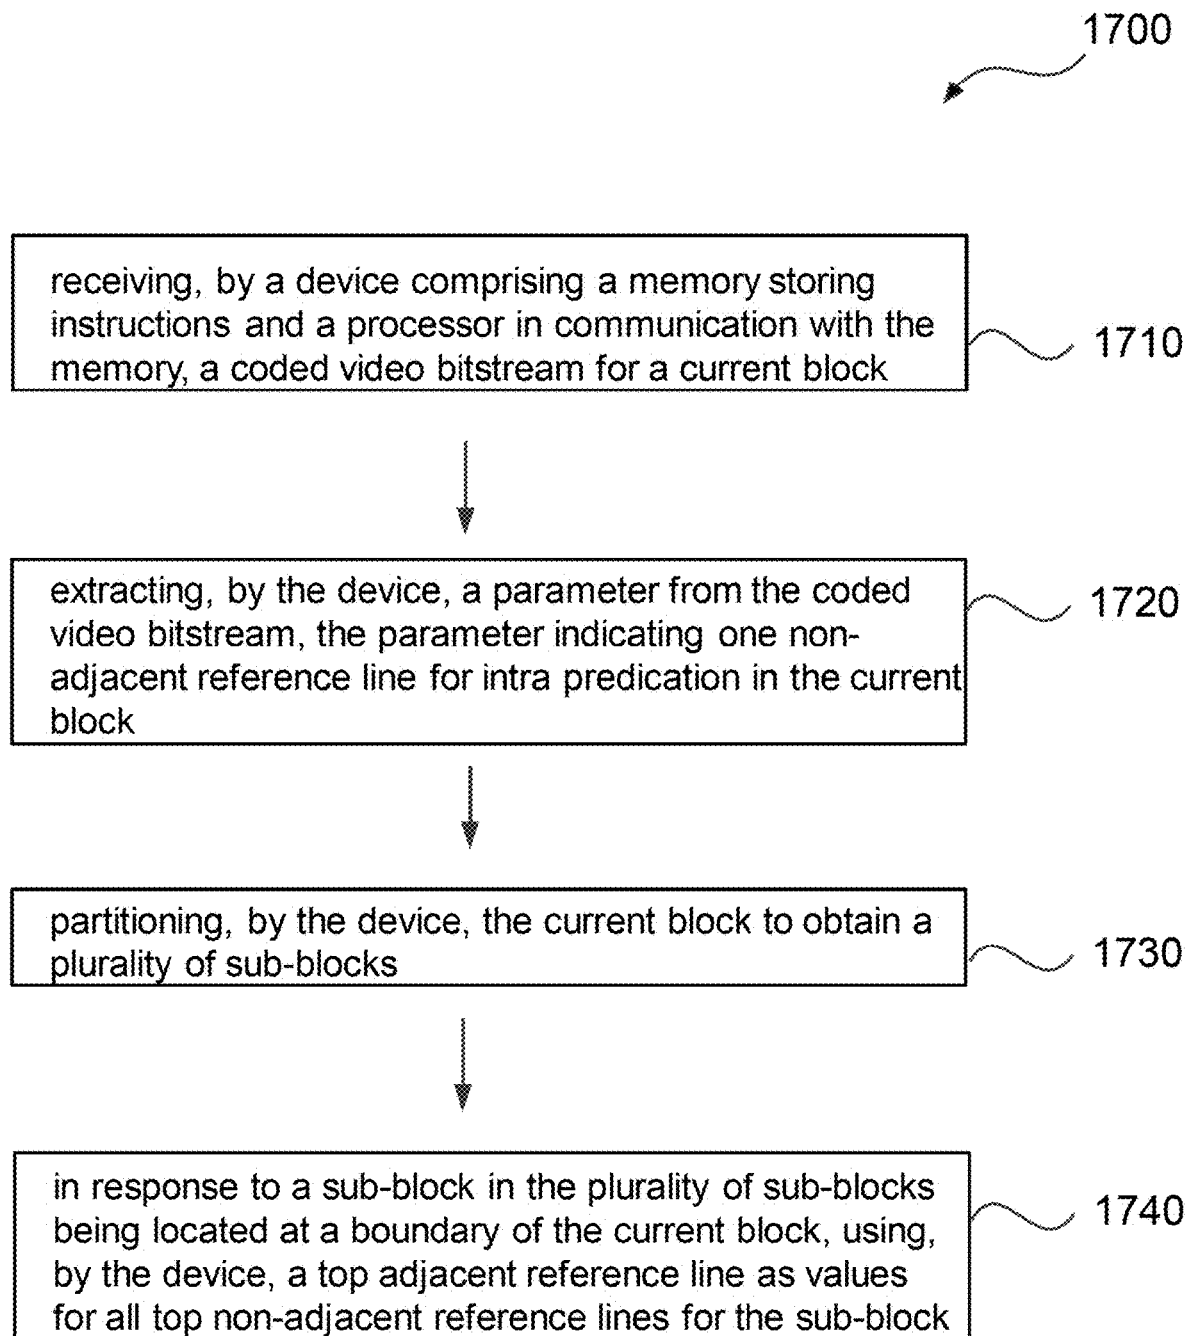 1700
receiving, by a device comprising a memory storing
instructions and a processor in communication with the
memory, a coded video bitstream for a current block
1710
extracting, by the device, a parameter from the coded
video bitstream, the parameter indicating one non-
adjacent reference line for intra predication in the current
block
1720
partitioning, by the device, the current block to obtain a
plurality of sub-blocks
1730
in response to a sub-block in the plurality of sub-blocks
being located at a boundary of the current block, using,
by the device, a top adjacent reference line as values
for all top non-adjacent reference lines for the sub-block
1740